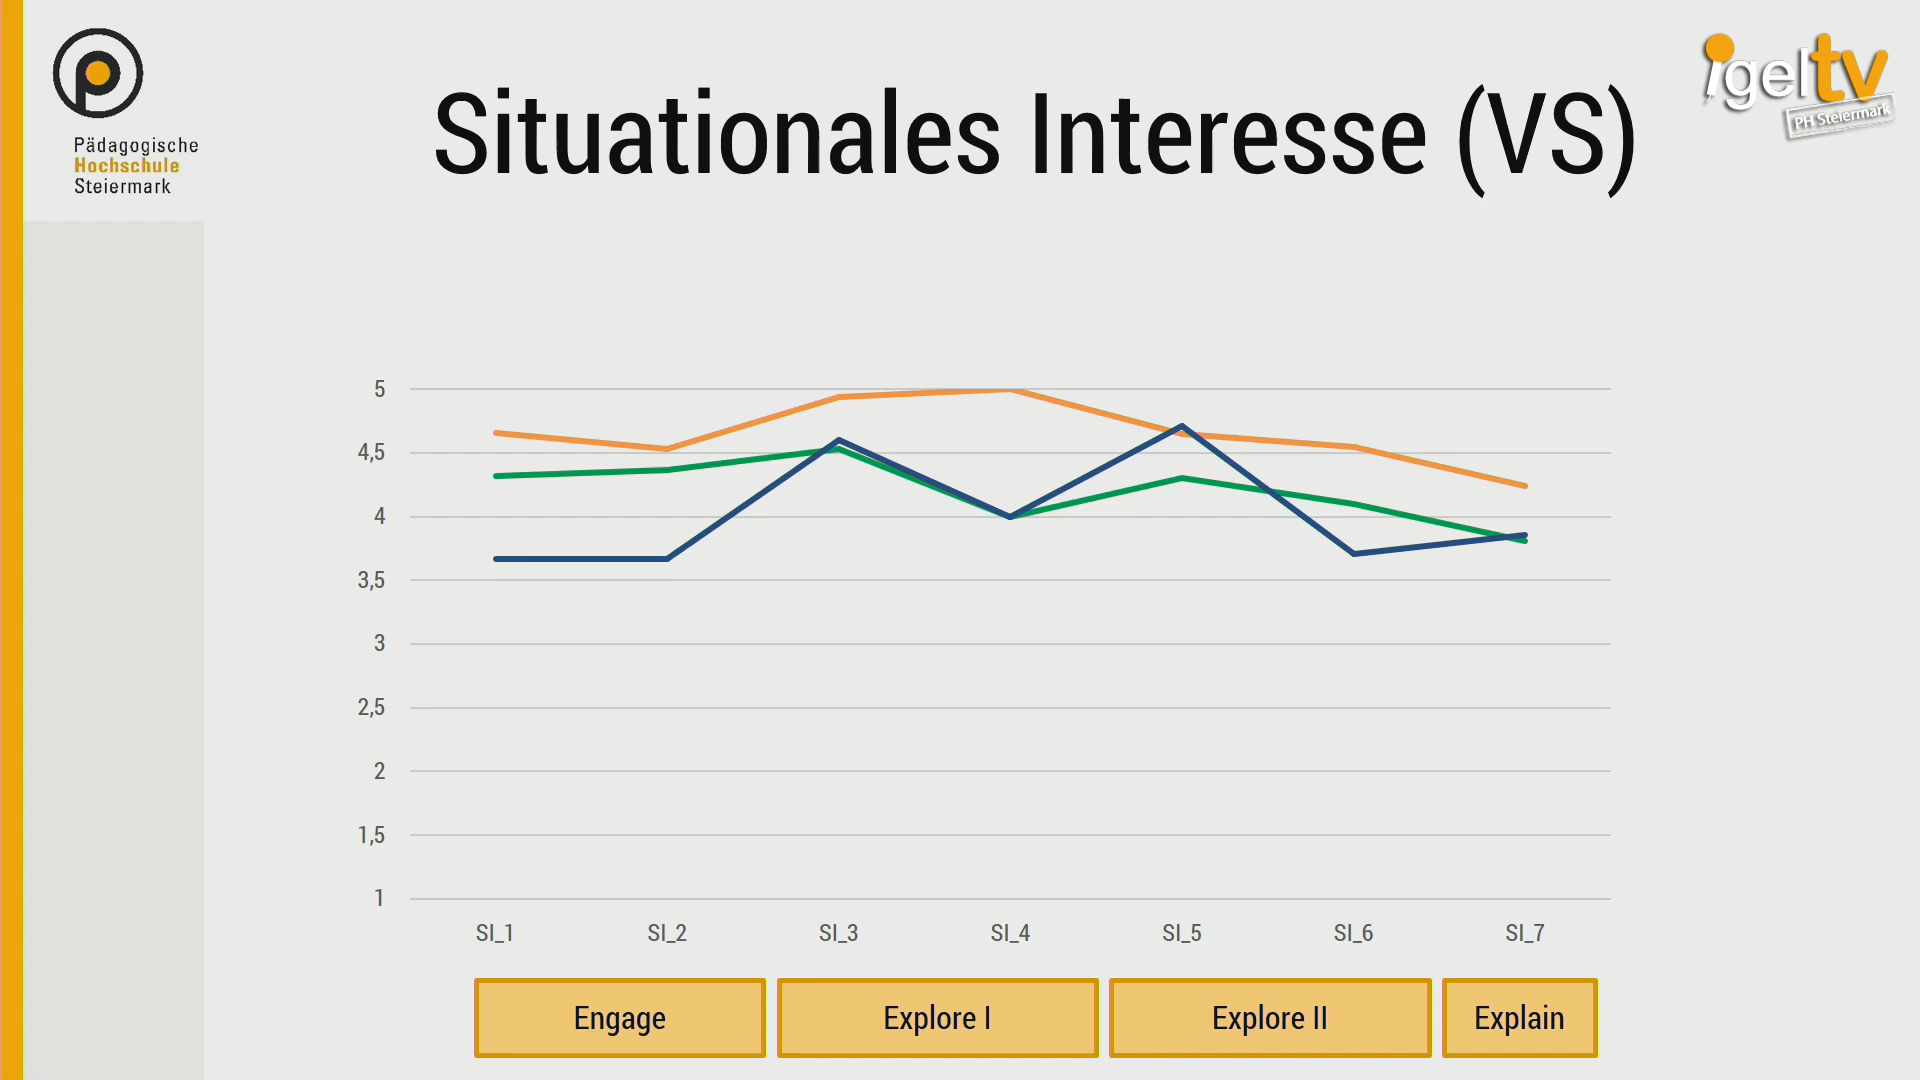 Pädagogische
Hochschule
Steiermark
Situationales Interesse (VS)
igeltv
PH Steiermark
5
4,5
4
3,5
3
2,5
2
1,5
1
SI_1 SI_2 SI_3 SI_4 SI_5 SI_6 SI_7
Engage Explore I Explore II Explain